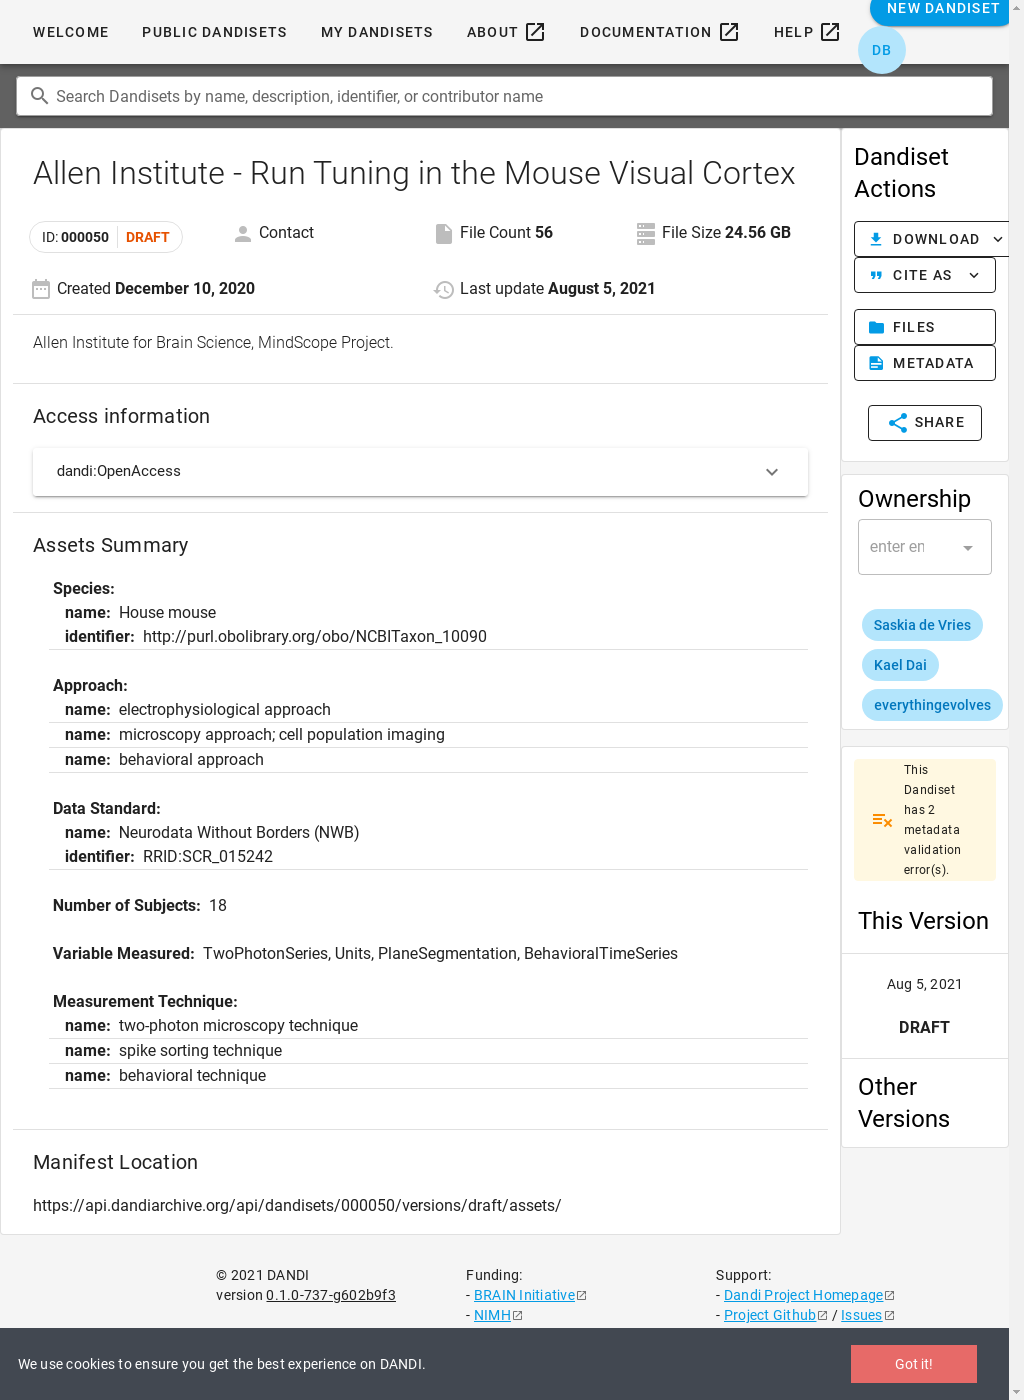 WELCOME
PUBLIC DANDISETS
MY DANDISETS
ABOUT
DOCUMENTATION
HELP
NEW DANDISET
DB
Search Dandisets by name, description, identifier, or contributor name
Allen Institute - Run Tuning in the Mouse Visual Cortex
ID: 000050 DRAFT
Contact
File Count 56
File Size 24.56 GB
Created December 10, 2020
Last update August 5, 2021
Allen Institute for Brain Science, MindScope Project.
Access information
dandi:OpenAccess
Assets Summary
Species:
name: House mouse
identifier: http://purl.obolibrary.org/obo/NCBITaxon_10090
Approach:
name: electrophysiological approach
name: microscopy approach; cell population imaging
name: behavioral approach
Data Standard:
name: Neurodata Without Borders (NWB)
identifier: RRID:SCR_015242
Number of Subjects: 18
Variable Measured: TwoPhotonSeries, Units, PlaneSegmentation, BehavioralTimeSeries
Measurement Technique:
name: two-photon microscopy technique
name: spike sorting technique
name: behavioral technique
Manifest Location
https://api.dandiarchive.org/api/dandisets/000050/versions/draft/assets/
Dandiset
Actions
DOWNLOAD
CITE AS
FILES
METADATA
SHARE
Ownership
enter en
Saskia de Vries
Kael Dai
everythingevolves
This
Dandiset
has 2
metadata
validation
error(s).
This Version
Aug 5, 2021
DRAFT
Other
Versions
© 2021 DANDI
version 0.1.0-737-g602b9f3
Funding:
- BRAIN Initiative
- NIMH
Support:
- Dandi Project Homepage
- Project Github / Issues
We use cookies to ensure you get the best experience on DANDI.
Got it!